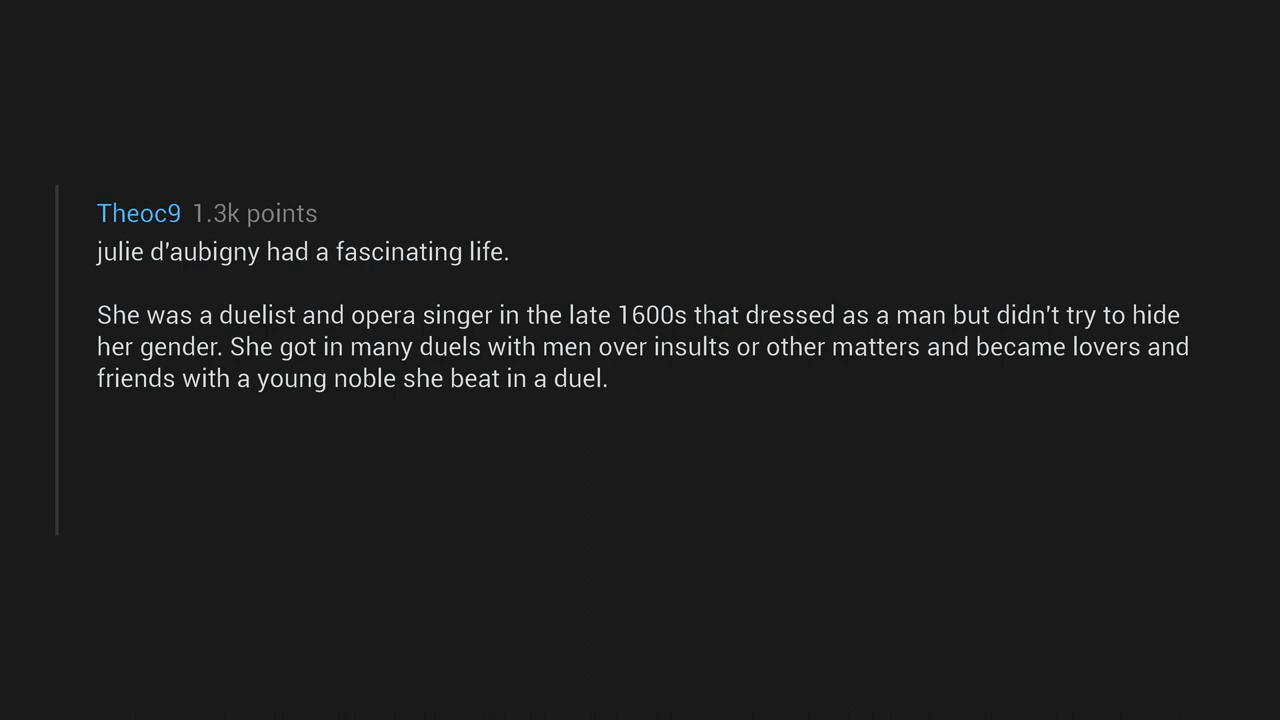 Theoc9 1.3k points
julie d'aubigny had a fascinating life.
She was a duelist and opera singer in the late 1600s that dressed as a man but didn't try to hide
her gender. She got in many duels with men over insults or other matters and became lovers and
friends with a young noble she beat in a duel.